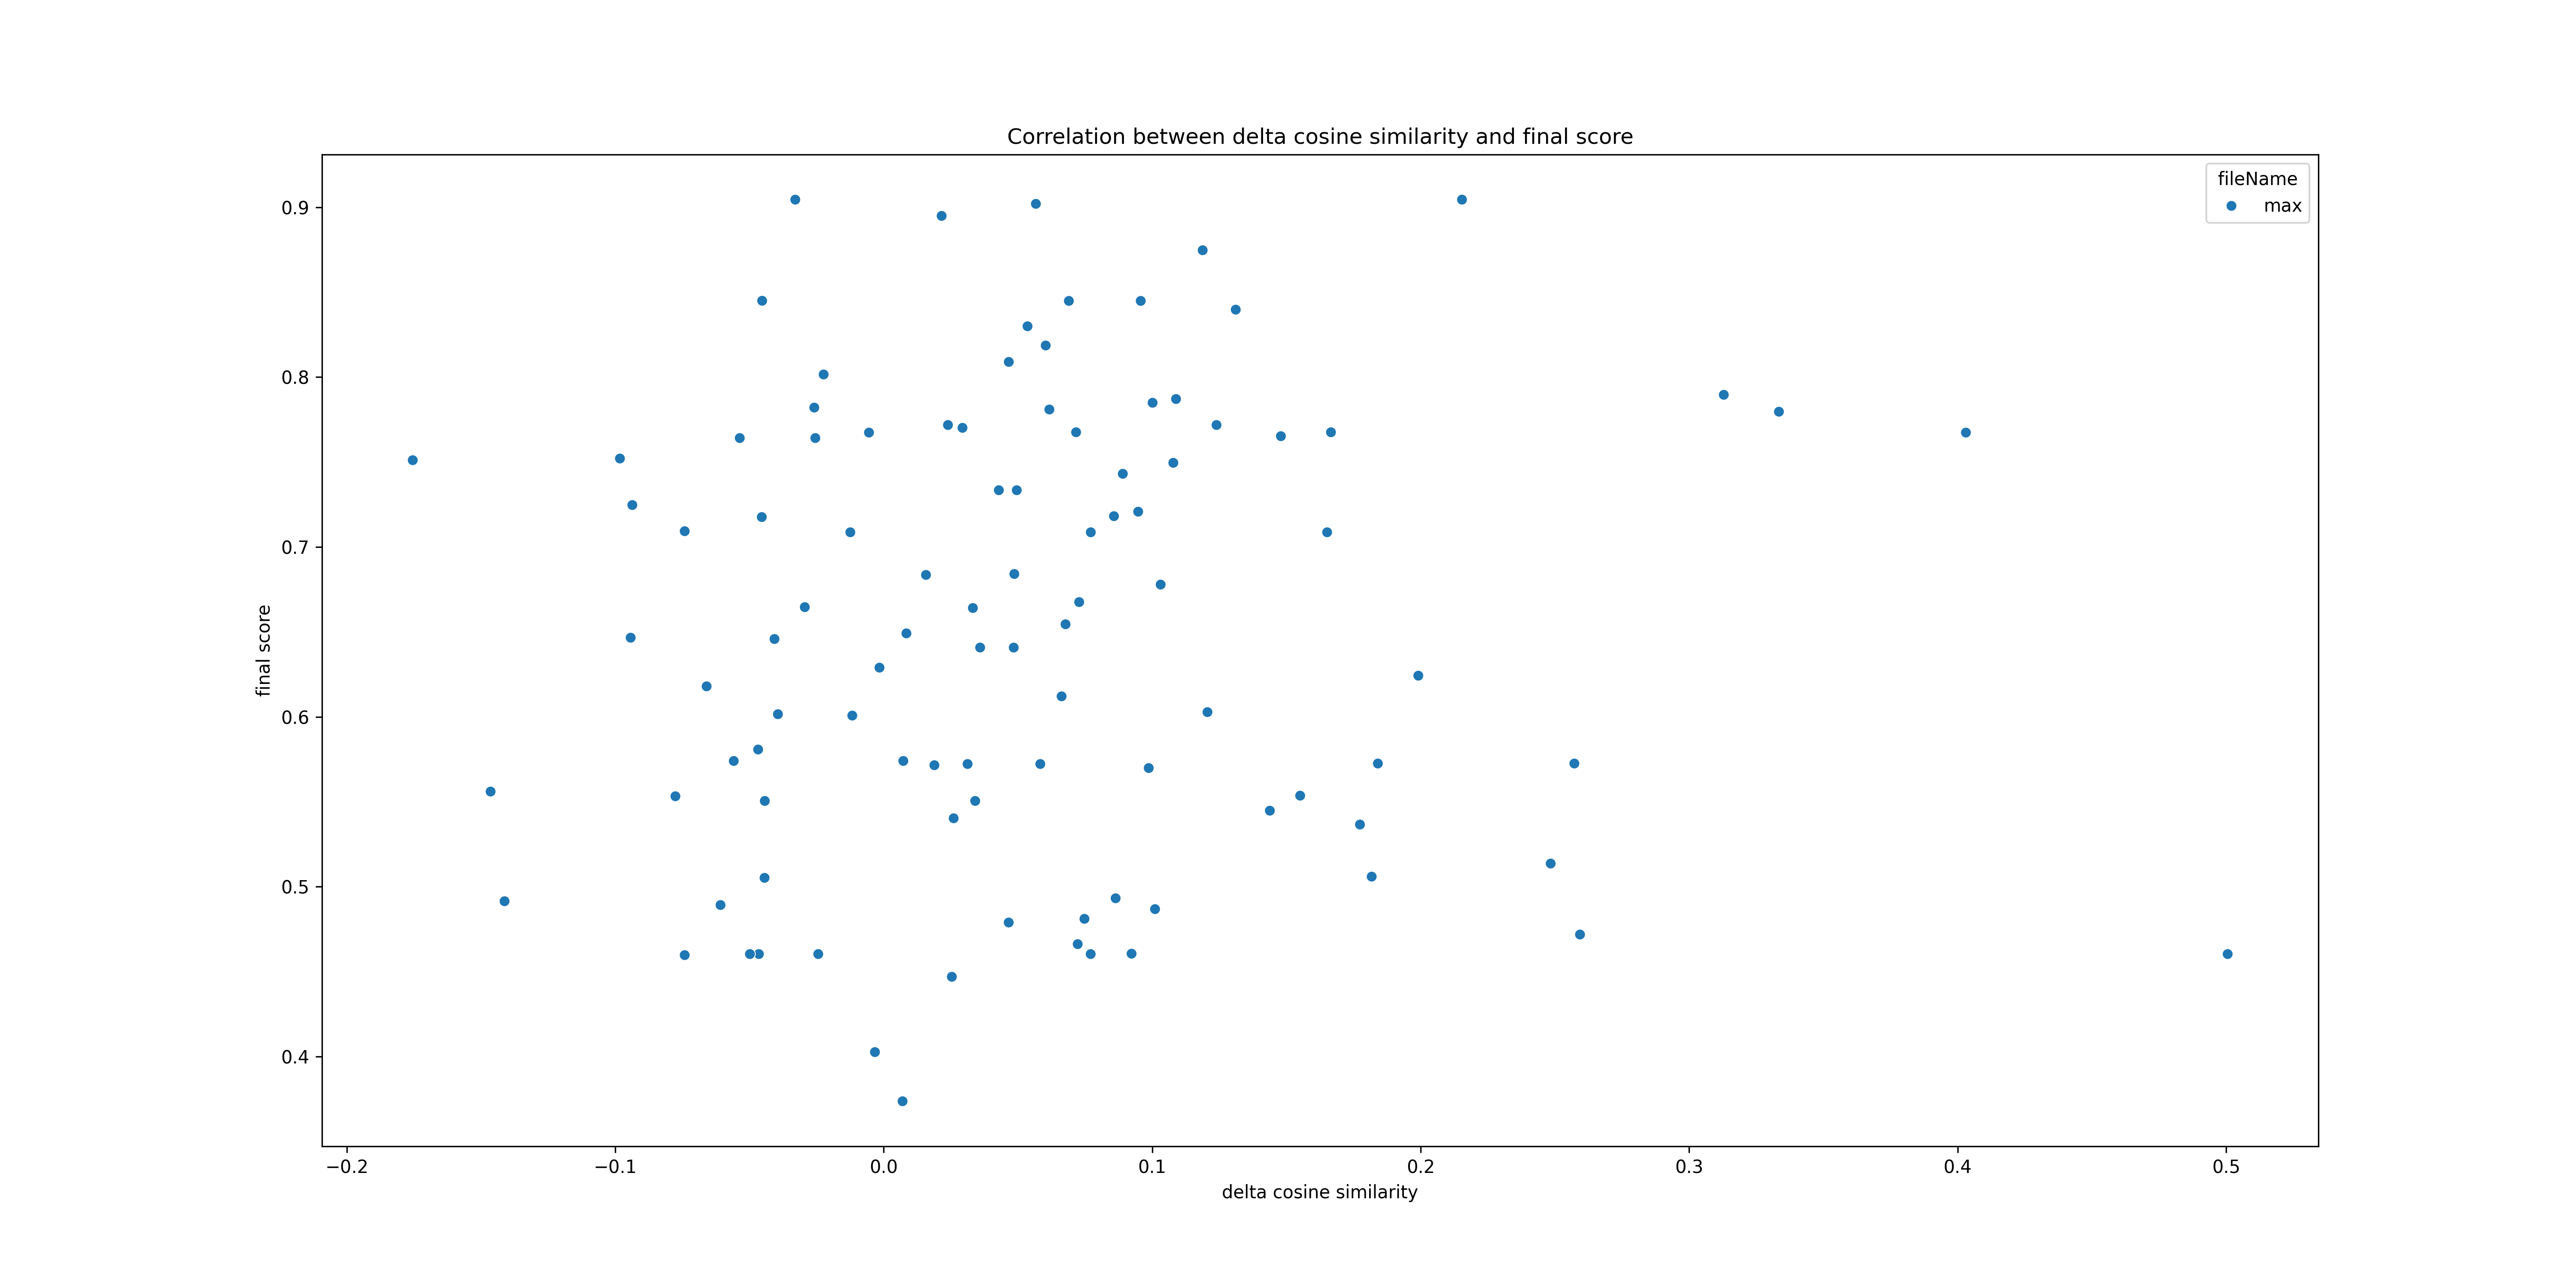 Correlation between delta cosine similarity and final score
fileName
max
0.9
0.8
0.7
0.6
0.5
0.4
final score
−0.2 −0.1 0.0 0.1 0.2 0.3 0.4 0.5
delta cosine similarity